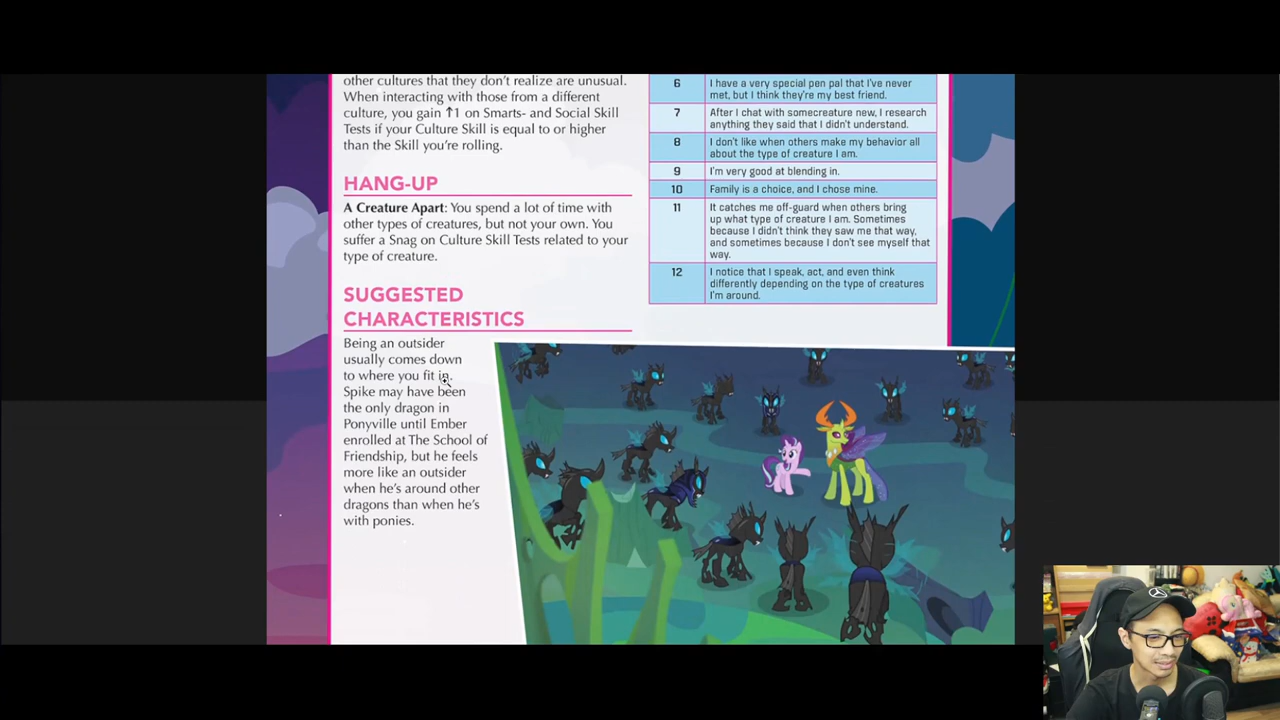 other cultures that they don't realize are unusual.
When interacting with those from a different
culture, you gain ↑1 on Smarts- and Social Skill
Tests if your Culture Skill is equal to or higher
than the Skill you're rolling.
HANG-UP
A Creature Apart: You spend a lot of time with
other types of creatures, but not your own. You
suffer a Snag on Culture Skill Tests related to your
type of creature.
SUGGESTED
CHARACTERISTICS
Being an outsider
usually comes down
to where you fit in.
Spike may have been
the only dragon in
Ponyville until Ember
enrolled at The School of
Friendship, but he feels
more like an outsider
when he's around other
dragons than when he's
with ponies.
6 I have a very special pen pal that I've never
met, but I think they're my best friend.
7 After I chat with somecreature new, I research
anything they said that I didn't understand.
8 I don't like when others make my behavior all
about the type of creature I am.
9 I'm very good at blending in.
10 Family is a choice, and I chose mine.
11 It catches me off-guard when others bring
up what type of creature I am. Sometimes
because I didn't think they saw me that way,
and sometimes because I don't see myself that
way.
12 I notice that I speak, act, and even think
differently depending on the type of creatures
I'm around.